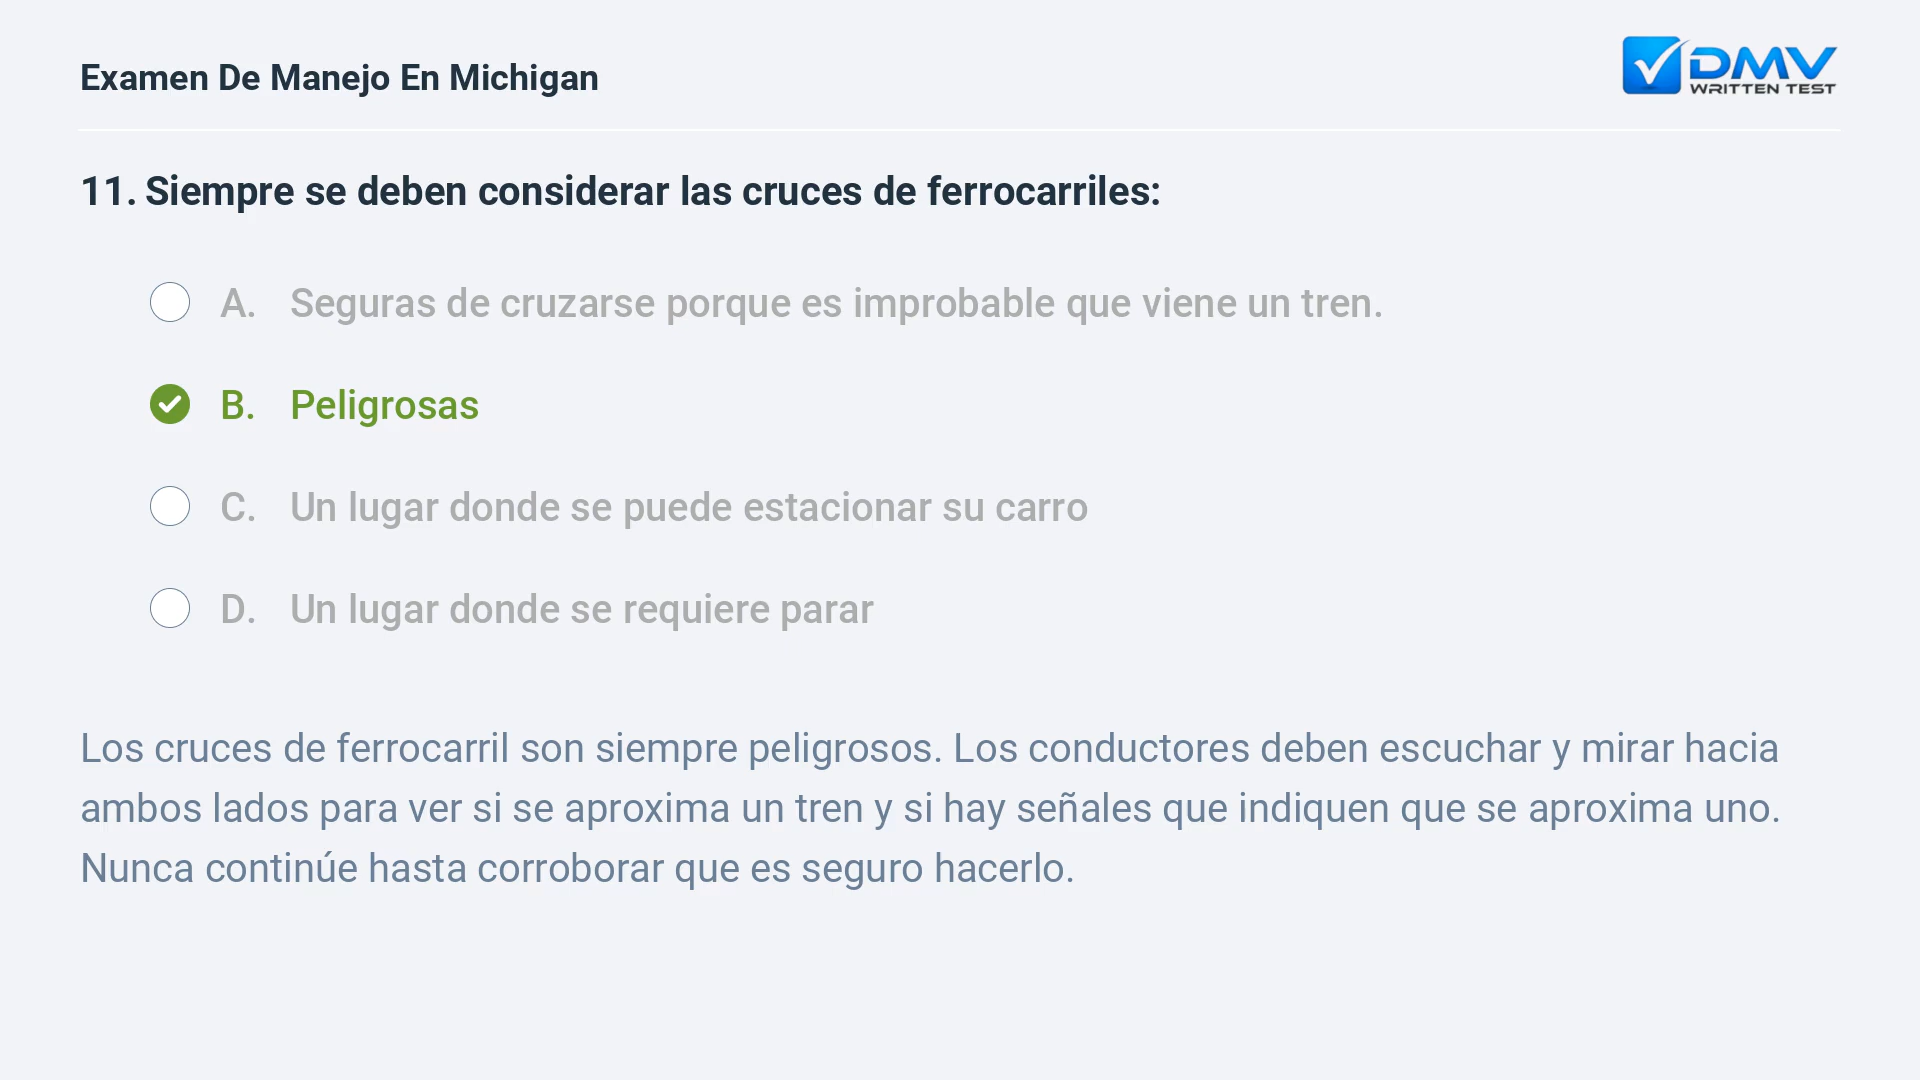 Examen De Manejo En Michigan
DMV
WRITTEN TEST
11. Siempre se deben considerar las cruces de ferrocarriles:
A. Seguras de cruzarse porque es improbable que viene un tren.
B. Peligrosas
C. Un lugar donde se puede estacionar su carro
D. Un lugar donde se requiere parar
Los cruces de ferrocarril son siempre peligrosos. Los conductores deben escuchar y mirar hacia
ambos lados para ver si se aproxima un tren y si hay señales que indiquen que se aproxima uno.
Nunca continúe hasta corroborar que es seguro hacerlo.